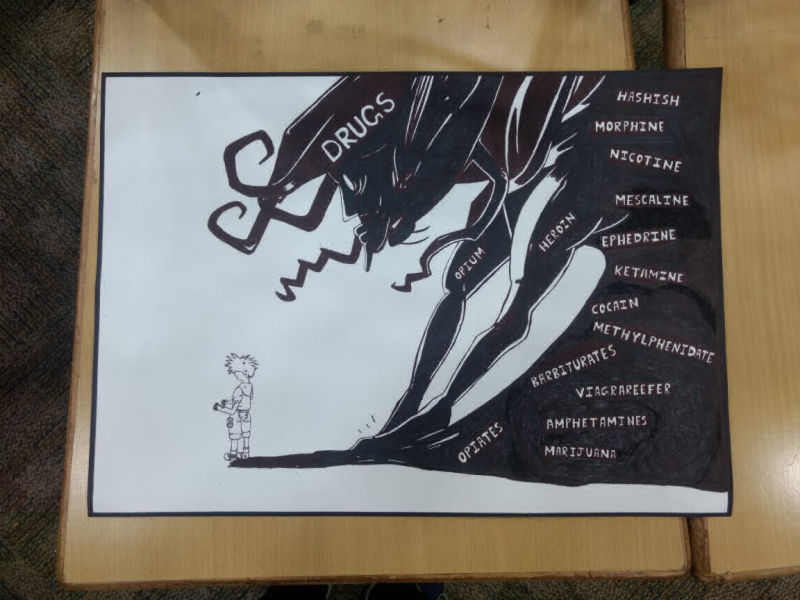 DRUGS
HASHISH
MORPHINE
NICOTINE
MESCALINE
EPHEDRINE
KETAMINE
COCAIN
METHYLPHENIDATE
BARBITURATES
VIAGRAREEFER
AMPHETAMINES
MARIJUANA
OPIUM
HEROIN
OPIATES